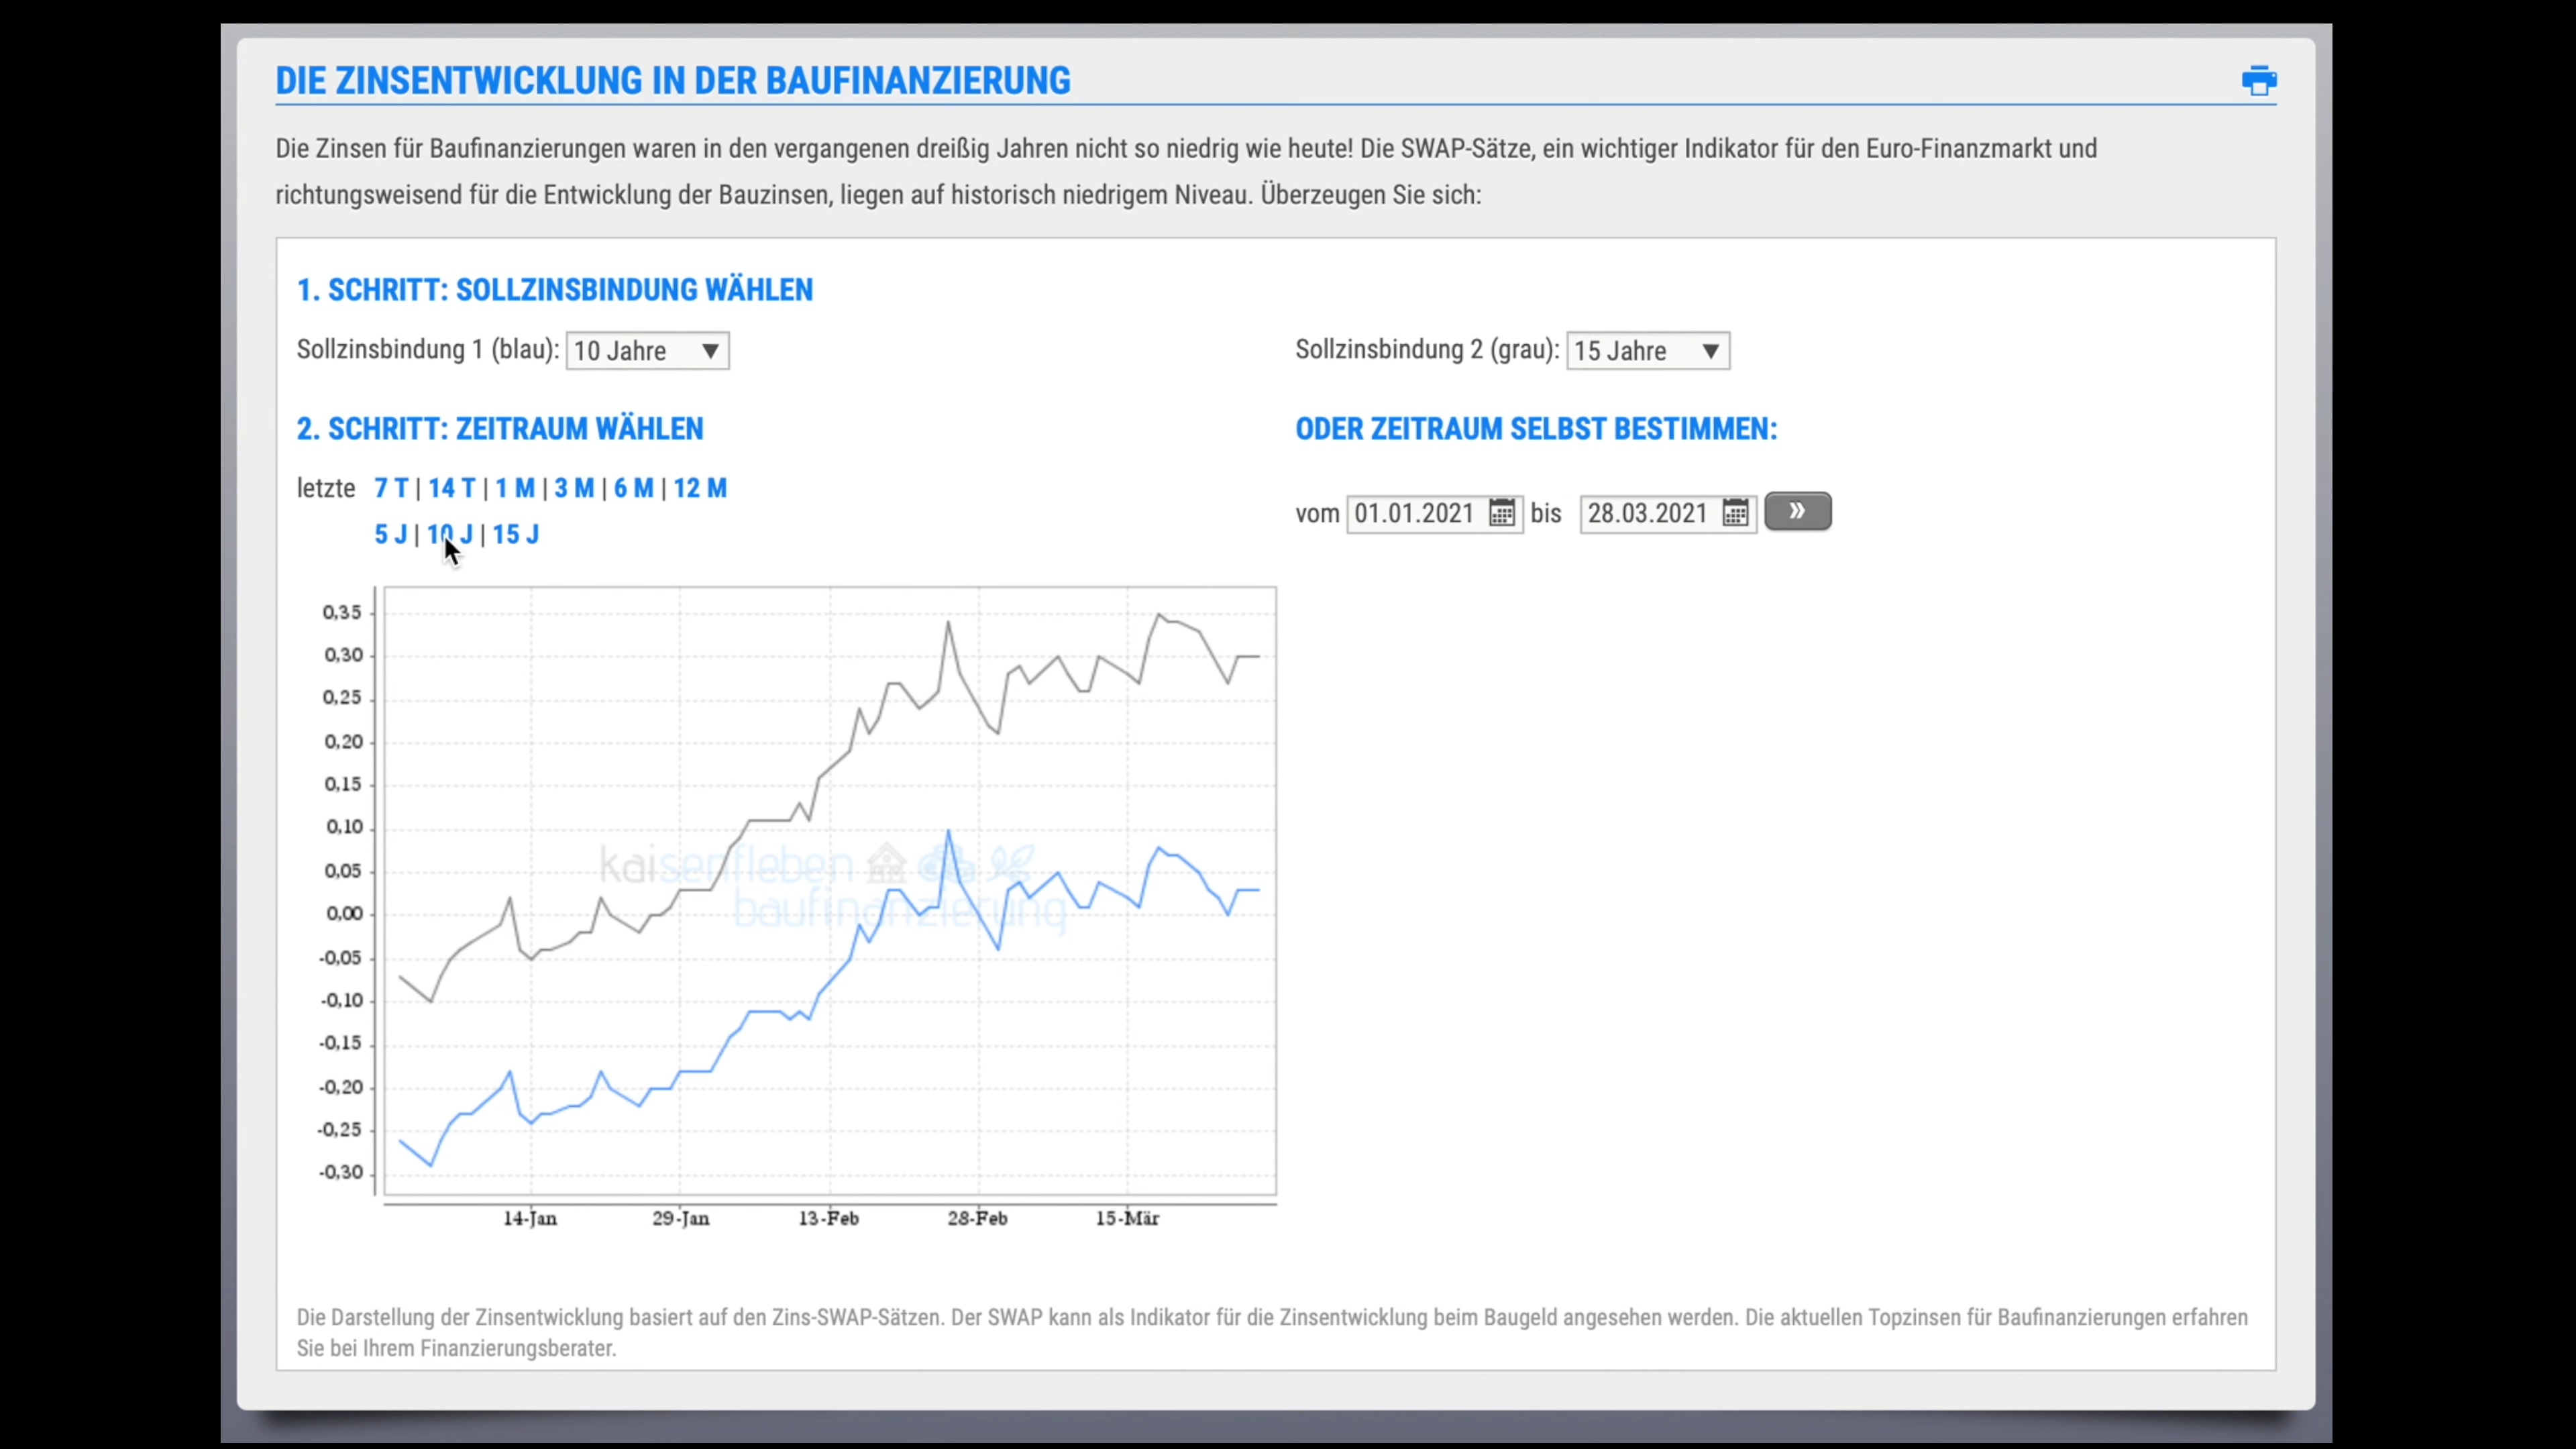 DIE ZINSENTWICKLUNG IN DER BAUFINANZIERUNG
Die Zinsen für Baufinanzierungen waren in den vergangenen dreißig Jahren nicht so niedrig wie heute! Die SWAP-Sätze, ein wichtiger Indikator für den Euro-Finanzmarkt und
richtungsweisend für die Entwicklung der Bauzinsen, liegen auf historisch niedrigem Niveau. Überzeugen Sie sich:
1. SCHRITT: SOLLZINSBINDUNG WÄHLEN
Sollzinsbindung 1 (blau): 10 Jahre
Sollzinsbindung 2 (grau): 15 Jahre
2. SCHRITT: ZEITRAUM WÄHLEN
letzte 7 T | 14 T | 1 M | 3 M | 6 M | 12 M
5 J | 10 J | 15 J
ODER ZEITRAUM SELBST BESTIMMEN:
vom 01.01.2021 bis 28.03.2021 »
0,35
0,30
0,25
0,20
0,15
0,10
0,05
0,00
-0,05
-0,10
-0,15
-0,20
-0,25
-0,30
kaisenfleben
baufinanzierung
14-Jan 29-Jan 13-Feb 28-Feb 15-Mär
Die Darstellung der Zinsentwicklung basiert auf den Zins-SWAP-Sätzen. Der SWAP kann als Indikator für die Zinsentwicklung beim Baugeld angesehen werden. Die aktuellen Topzinsen für Baufinanzierungen erfahren
Sie bei Ihrem Finanzierungsberater.